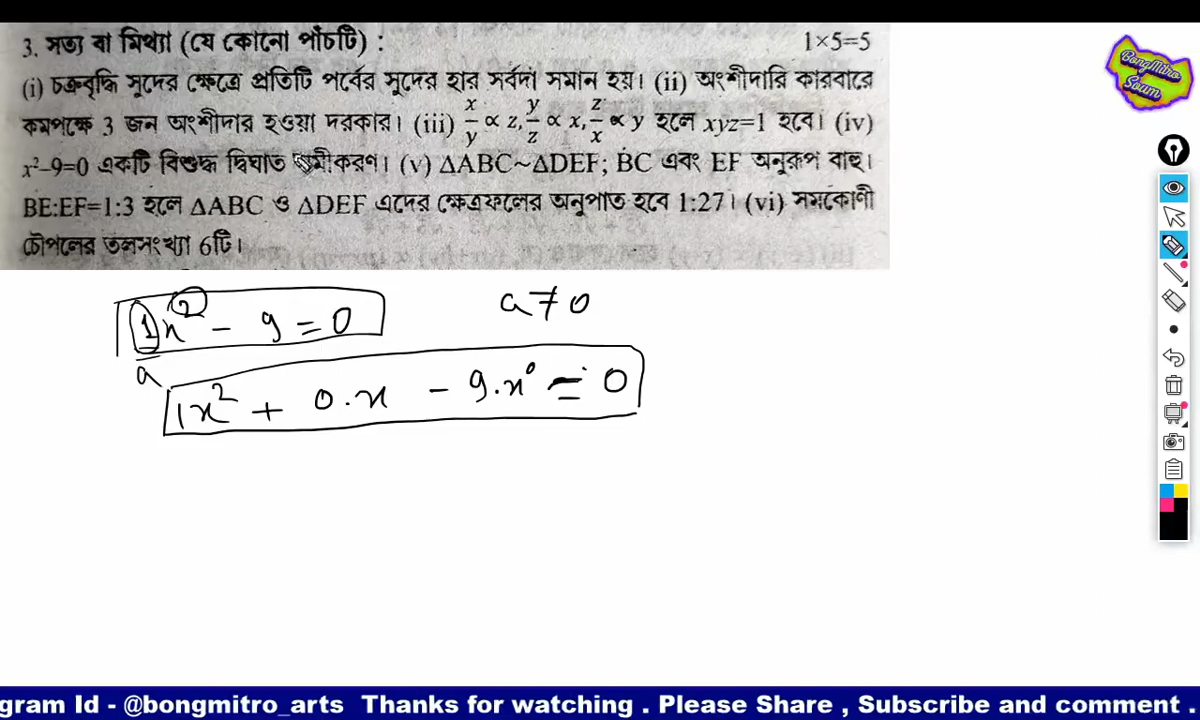 3. সত্য বা মিথ্যা (যে কোনো পাঁচটি) : 1×5=5
(i) চক্রবৃদ্ধি সুদের ক্ষেত্রে প্রতিটি পর্বের সুদের হার সর্বদা সমান হয়। (ii) অংশীদারি কারবারে
কমপক্ষে 3 জন অংশীদার হওয়া দরকার। (iii) x/y ∝ z, y/z ∝ x, z/x ∝ y হলে xyz=1 হবে। (iv)
x²–9=0 একটি বিশুদ্ধ দ্বিঘাত সমীকরণ। (v) ΔABC~ΔDEF; BC এবং EF অনুরূপ বাহু।
BE:EF=1:3 হলে ΔABC ও ΔDEF এদের ক্ষেত্রফলের অনুপাত হবে 1:27। (vi) সমকোণী
চৌপলের তলসংখ্যা 6টি।
BongMitro
Soum
1x² - 9 = 0 a ≠ 0
a
1x² + 0.x - 9.x⁰ = 0
gram Id - @bongmitro_arts Thanks for watching . Please Share , Subscribe and comment .